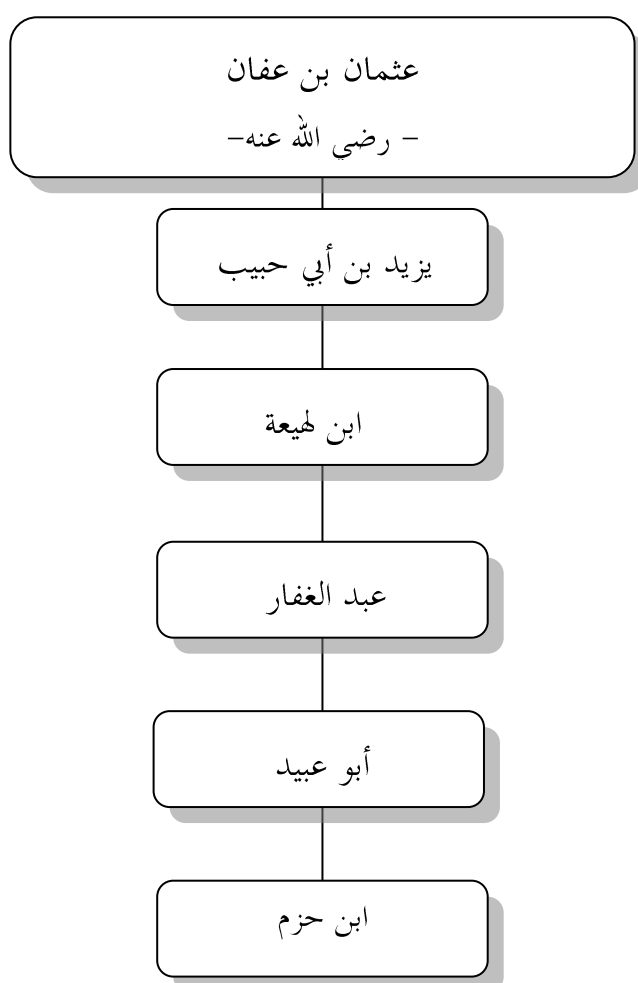 عثمان بن عفان
- رضي الله عنه-
يزيد بن أبي حبيب
ابن لهيعة
عبد الغفار
أبو عبيد
ابن حزم